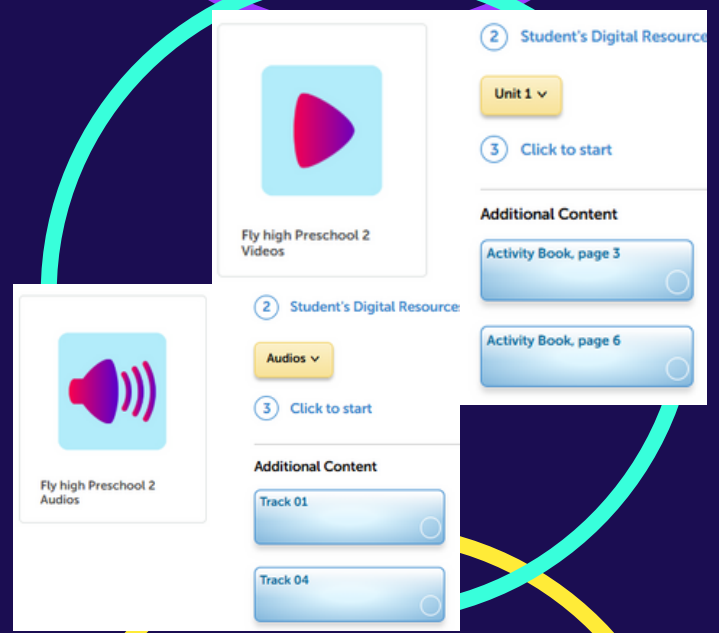 Fly high Preschool 2
Videos
2 Student's Digital Resource
Unit 1
3 Click to start
Additional Content
Activity Book, page 3
Activity Book, page 6
Fly high Preschool 2
Audios
2 Student's Digital Resources
Audios
3 Click to start
Additional Content
Track 01
Track 04